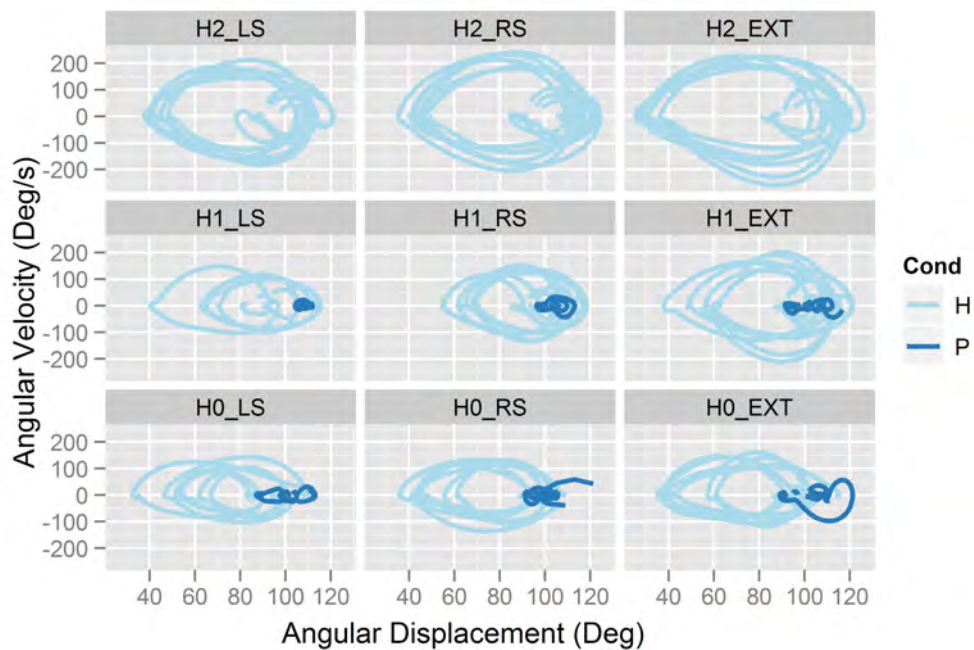 H2_LS H2_RS H2_EXT
200
100
0
-100
-200
H1_LS H1_RS H1_EXT
200
100
0
-100
-200
H0_LS H0_RS H0_EXT
200
100
0
-100
-200
40 60 80 100 120 40 60 80 100 120 40 60 80 100 120
Angular Displacement (Deg)
Angular Velocity (Deg/s)
Cond
H
P